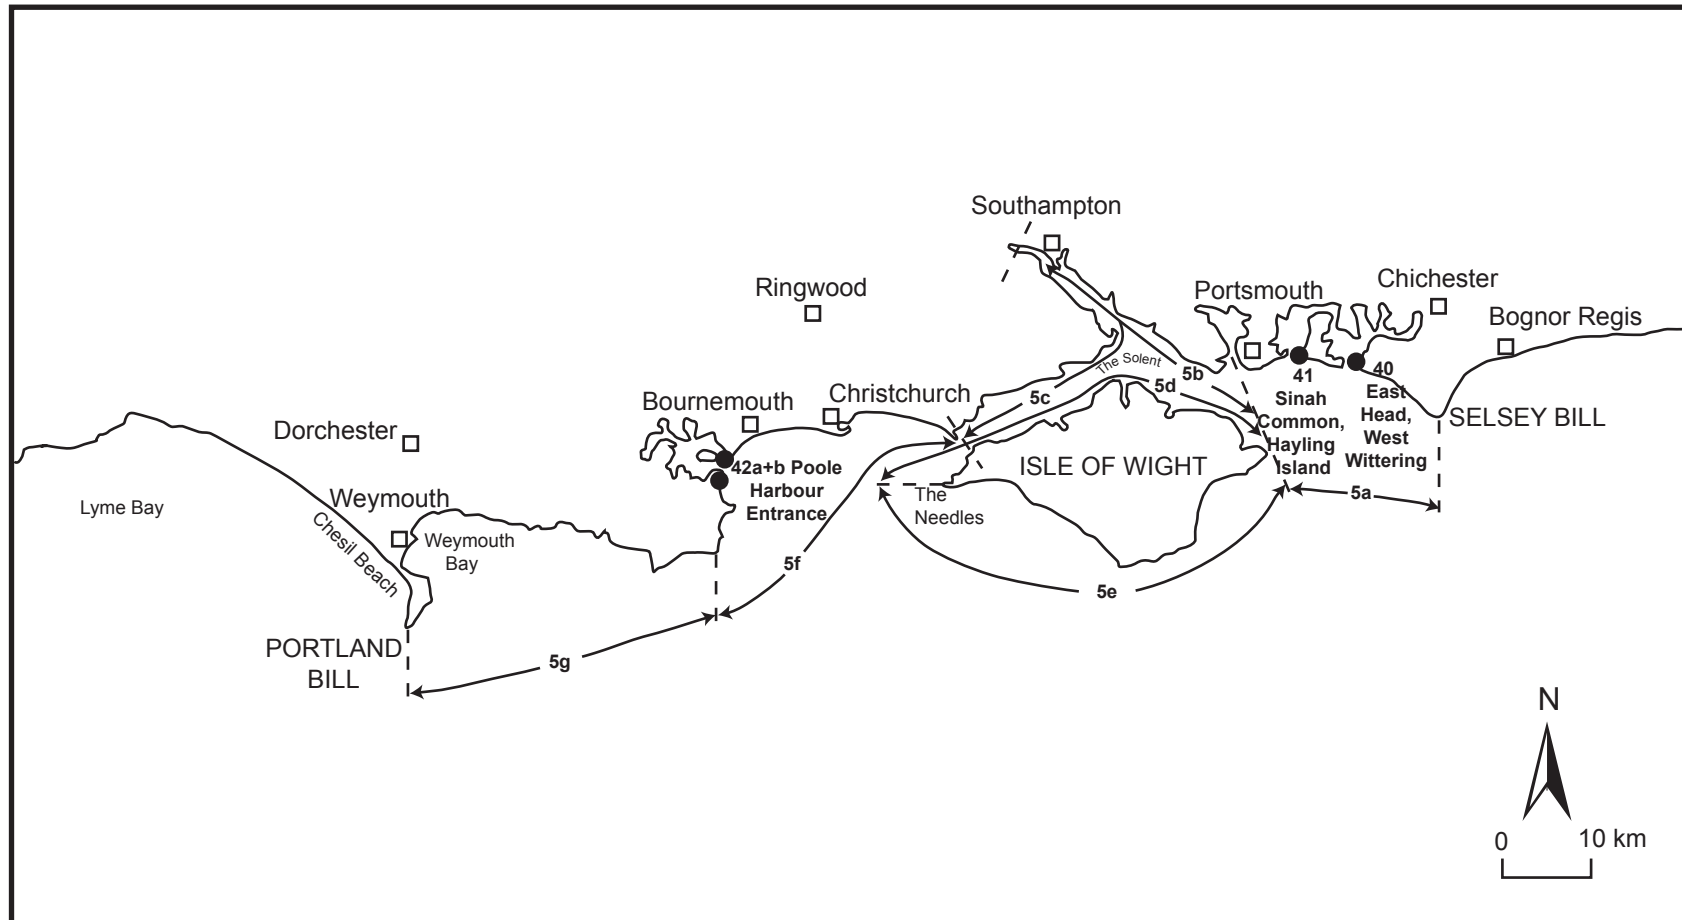 Southampton
Ringwood
Portsmouth
Chichester
Bognor Regis
The Solent
5b
5d
5c
41
Sinah
Common,
Hayling
Island
40
East
Head,
West
Wittering
SELSEY BILL
Christchurch
Bournemouth
Dorchester
42a+b Poole
Harbour
Entrance
ISLE OF WIGHT
The
Needles
5a
Weymouth
Lyme Bay
Chesil Beach
Weymouth
Bay
5f
5e
PORTLAND
BILL
5g
N
0
10 km